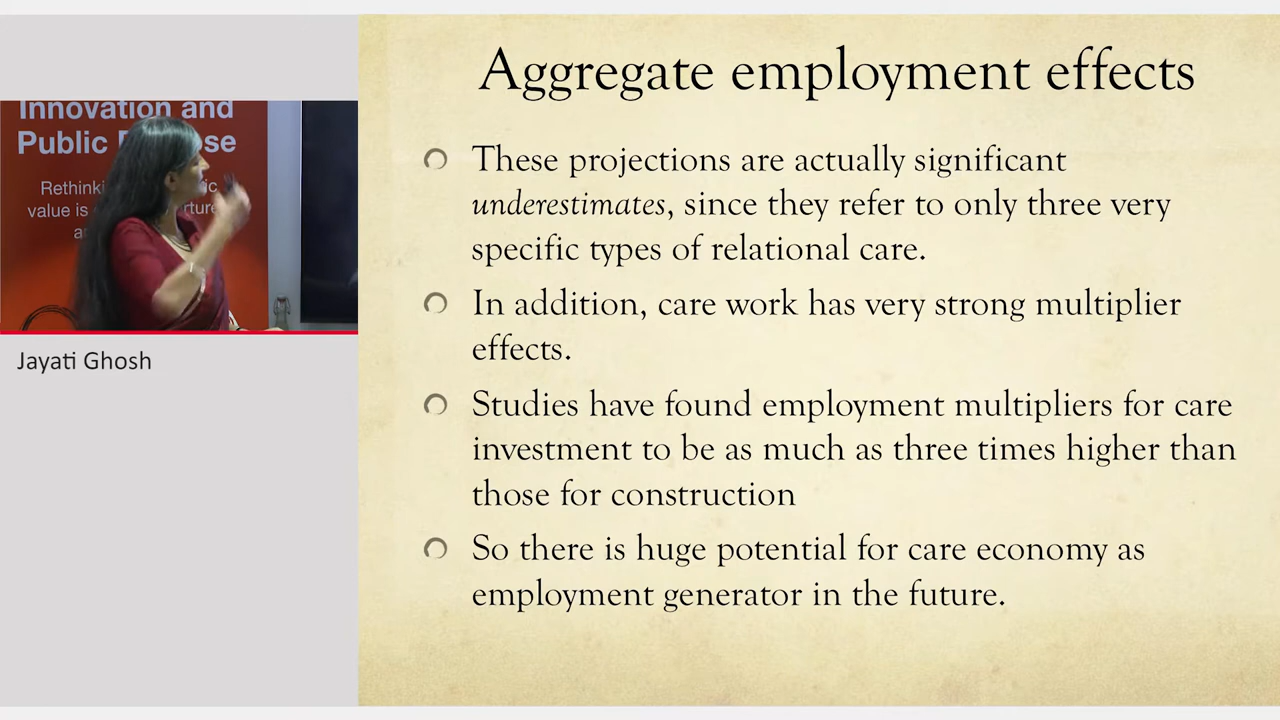 Innovation and
Public
Rethinki
value is
Jayati Ghosh
Aggregate employment effects
These projections are actually significant
underestimates, since they refer to only three very
specific types of relational care.
In addition, care work has very strong multiplier
effects.
Studies have found employment multipliers for care
investment to be as much as three times higher than
those for construction
So there is huge potential for care economy as
employment generator in the future.